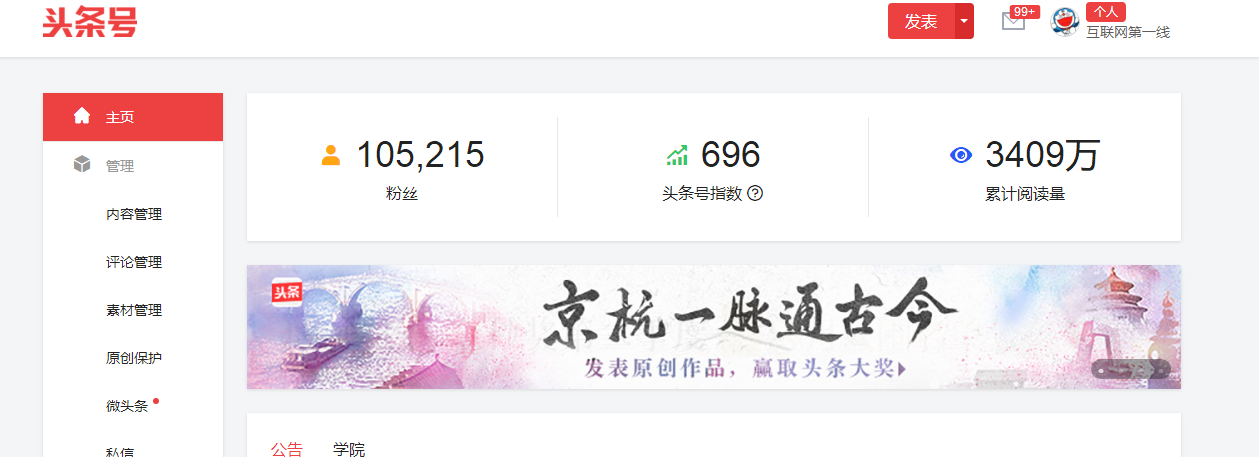 头条号
发表
99+
个人
互联网第一线
主页
管理
内容管理
评论管理
素材管理
原创保护
微头条
私信
105,215
粉丝
696
头条号指数
3409万
累计阅读量
头条
京杭一脉通古今
发表原创作品，赢取头条大奖
公告 学院